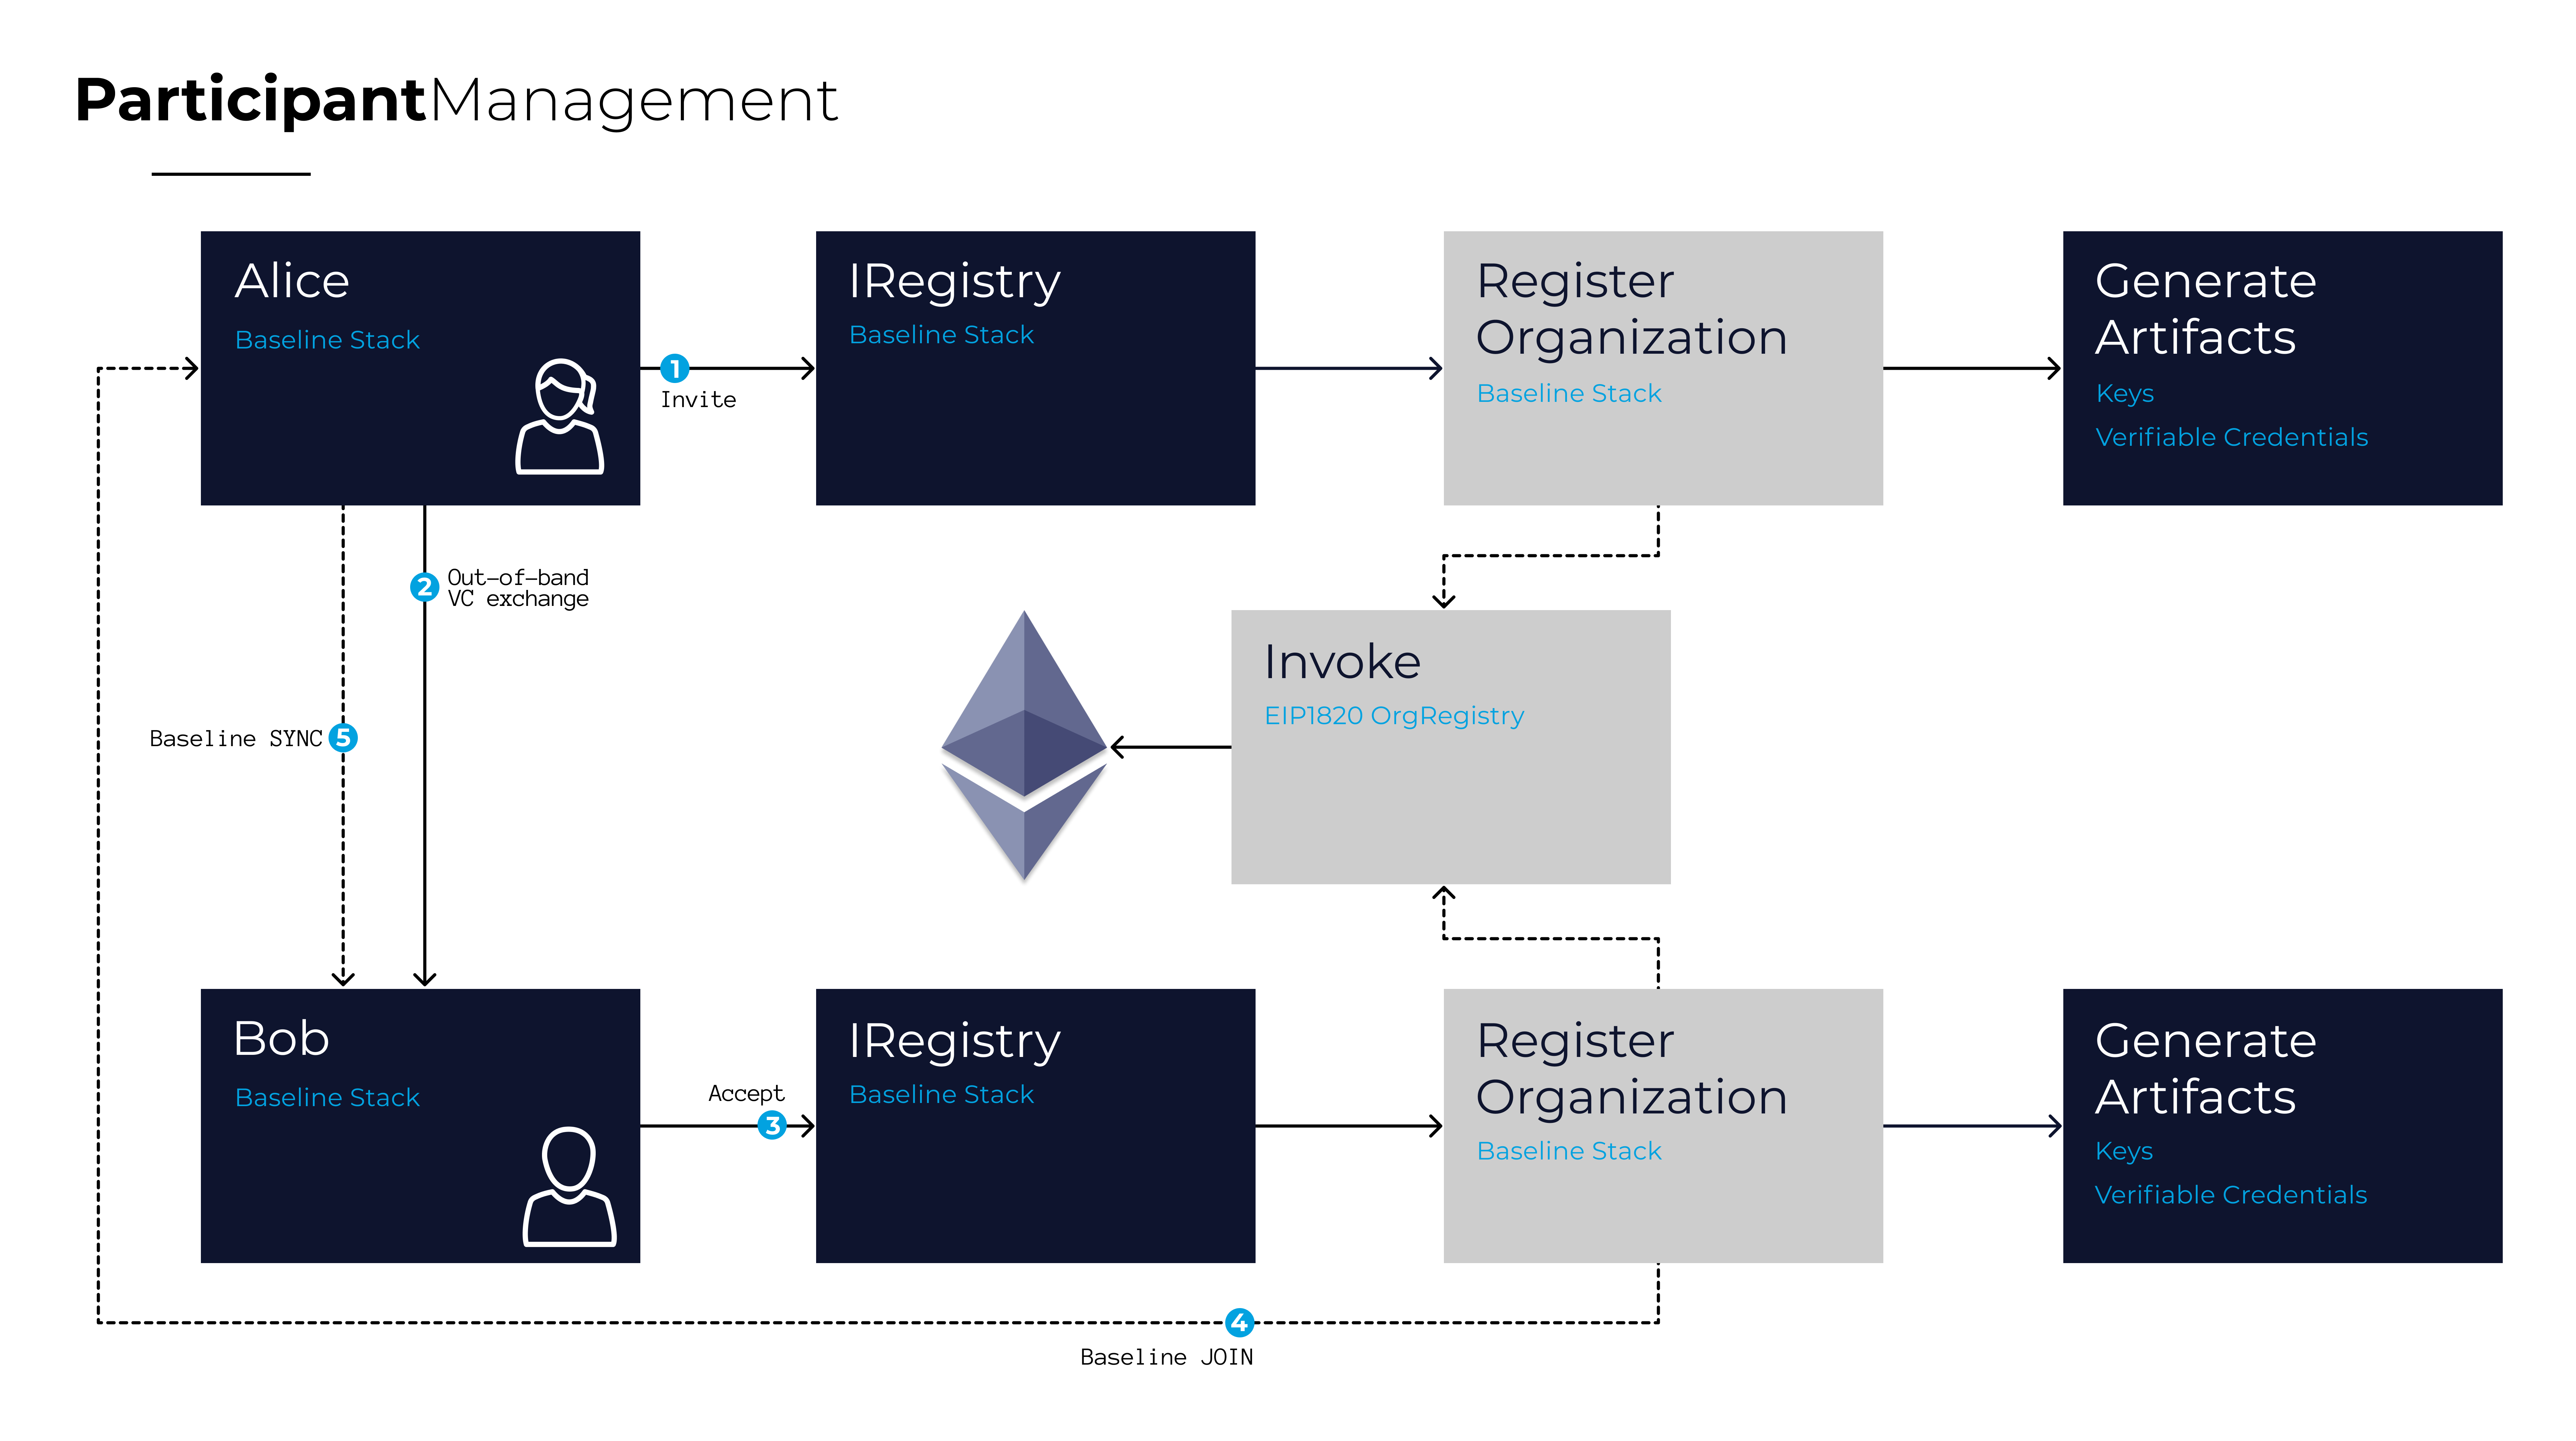 ParticipantManagement
Alice
Baseline Stack
1
Invite
IRegistry
Baseline Stack
Register
Organization
Baseline Stack
Generate
Artifacts
Keys
Verifiable Credentials
2
Out-of-band
VC exchange
Baseline SYNC
5
Invoke
EIP1820 OrgRegistry
Bob
Baseline Stack
Accept
3
IRegistry
Baseline Stack
Register
Organization
Baseline Stack
Generate
Artifacts
Keys
Verifiable Credentials
4
Baseline JOIN